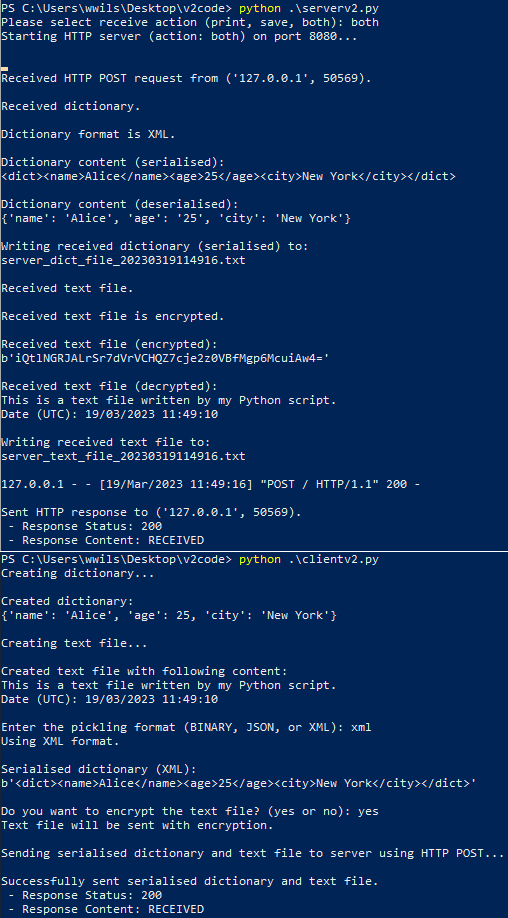 PS C:\Users\wwils\Desktop\v2code> python .\serverv2.py
Please select receive action (print, save, both): both
Starting HTTP server (action: both) on port 8080...
Received HTTP POST request from ('127.0.0.1', 50569).
Received dictionary.
Dictionary format is XML.
Dictionary content (serialised):
<dict><name>Alice</name><age>25</age><city>New York</city></dict>
Dictionary content (deserialised):
{'name': 'Alice', 'age': '25', 'city': 'New York'}
Writing received dictionary (serialised) to:
server_dict_file_20230319114916.txt
Received text file.
Received text file is encrypted.
Received text file (encrypted):
b'iQtlNGRJALrSr7dVrVCHQZ7cje2z0VBfMgp6McuiAw4='
Received text file (decrypted):
This is a text file written by my Python script.
Date (UTC): 19/03/2023 11:49:10
Writing received text file to:
server_text_file_20230319114916.txt
127.0.0.1 - - [19/Mar/2023 11:49:16] "POST / HTTP/1.1" 200 -
Sent HTTP response to ('127.0.0.1', 50569).
- Response Status: 200
- Response Content: RECEIVED
PS C:\Users\wwils\Desktop\v2code> python .\clientv2.py
Creating dictionary...
Created dictionary:
{'name': 'Alice', 'age': 25, 'city': 'New York'}
Creating text file...
Created text file with following content:
This is a text file written by my Python script.
Date (UTC): 19/03/2023 11:49:10
Enter the pickling format (BINARY, JSON, or XML): xml
Using XML format.
Serialised dictionary (XML):
b'<dict><name>Alice</name><age>25</age><city>New York</city></dict>'
Do you want to encrypt the text file? (yes or no): yes
Text file will be sent with encryption.
Sending serialised dictionary and text file to server using HTTP POST...
Successfully sent serialised dictionary and text file.
- Response Status: 200
- Response Content: RECEIVED